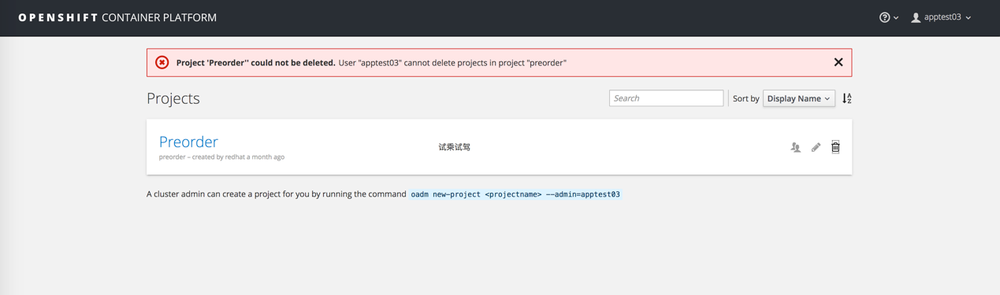 OPENSHIFT CONTAINER PLATFORM
apptest03
Project 'Preorder'' could not be deleted. User "apptest03" cannot delete projects in project "preorder"
Projects
Search
Sort by
Display Name
A
Z
Preorder
试乘试驾
preorder – created by redhat a month ago
A cluster admin can create a project for you by running the command oadm new-project <projectname> --admin=apptest03